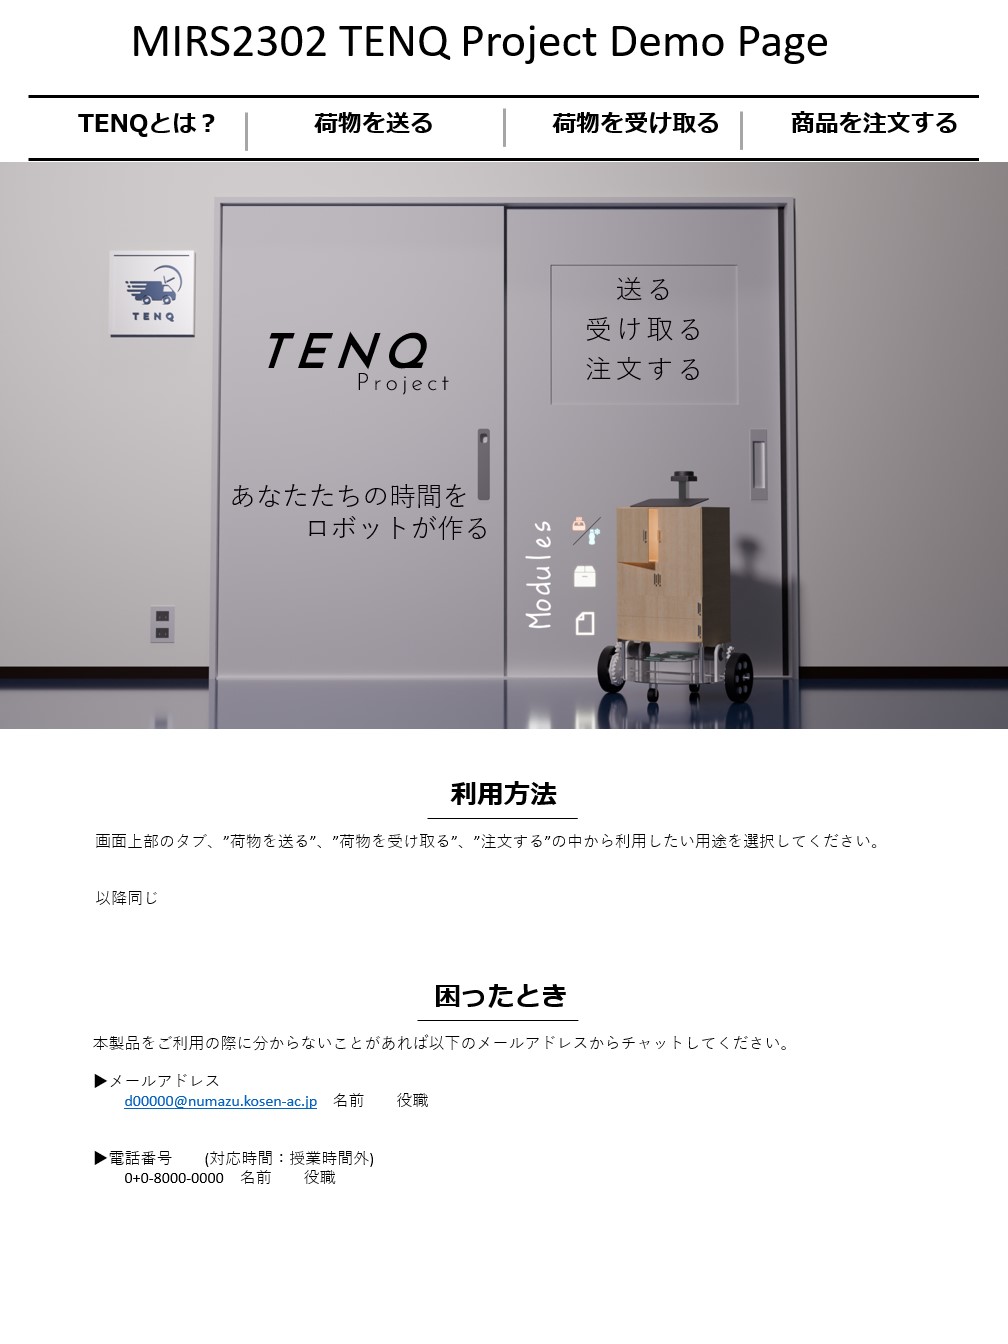 MIRS2302 TENQ Project Demo Page
TENQとは？
荷物を送る
荷物を受け取る
商品を注文する
TENQ
TENQ
Project
送る
受け取る
注文する
あなたたちの時間を
ロボットが作る
Modules
利用方法
画面上部のタブ、”荷物を送る”、”荷物を受け取る”、”注文する”の中から利用したい用途を選択してください。
以降同じ
困ったとき
本製品をご利用の際に分からないことがあれば以下のメールアドレスからチャットしてください。
▶メールアドレス
d00000@numazu.kosen-ac.jp　名前　　役職
▶電話番号　　(対応時間：授業時間外)
0+0-8000-0000　名前　　役職